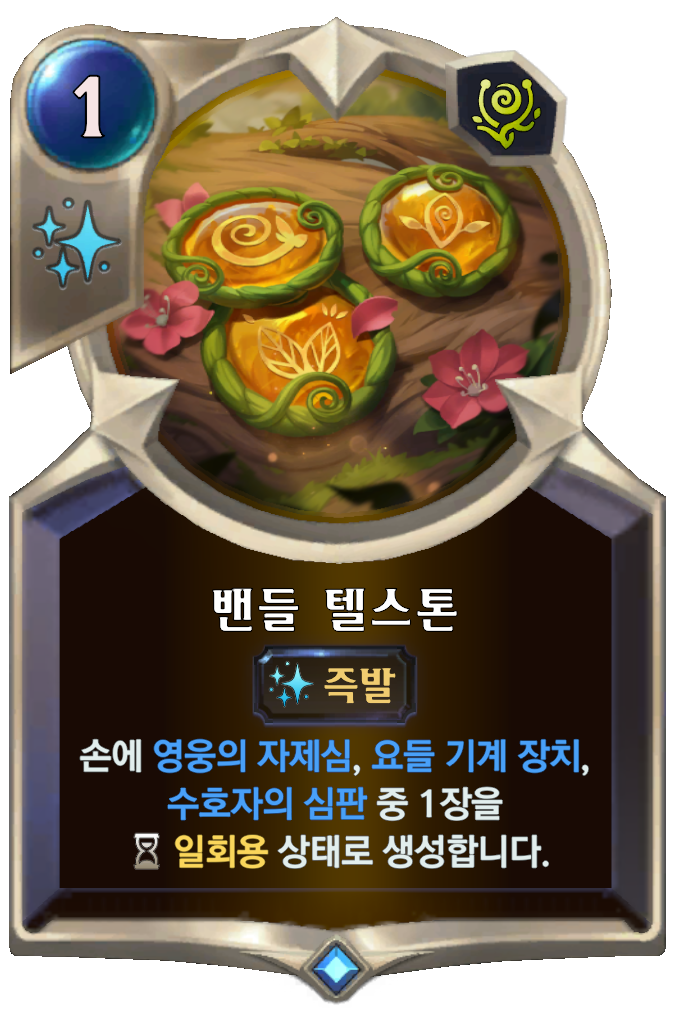 1
밴들 텔스톤
즉발
손에 영웅의 자제심, 요들 기계 장치,
수호자의 심판 중 1장을
일회용 상태로 생성합니다.